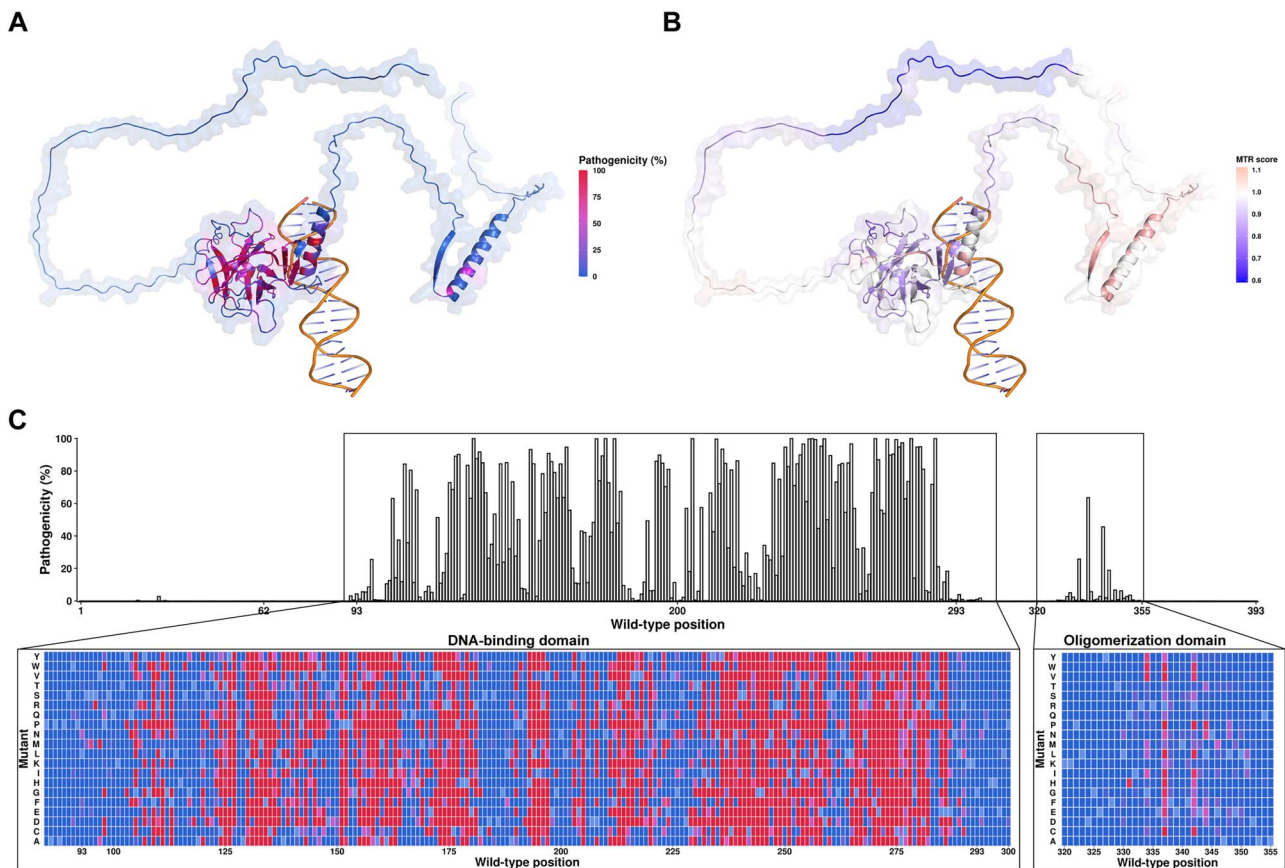 A
B
Pathogenicity (%)
100
75
50
25
0
MTR score
1.1
1.0
0.9
0.8
0.7
0.6
C
Pathogenicity (%)
100
80
60
40
20
0
1 62 93 200 293 320 355 393
Wild-type position
DNA-binding domain
Mutant
Y
W
V
T
S
R
Q
P
N
M
L
K
I
H
G
F
E
D
C
A
93 100 125 150 175 200 225 250 275 293 300
Wild-type position
Oligomerization domain
Mutant
Y
W
V
T
S
R
Q
P
N
M
L
K
I
H
G
F
E
D
C
A
320 325 330 335 340 345 350 355
Wild-type position